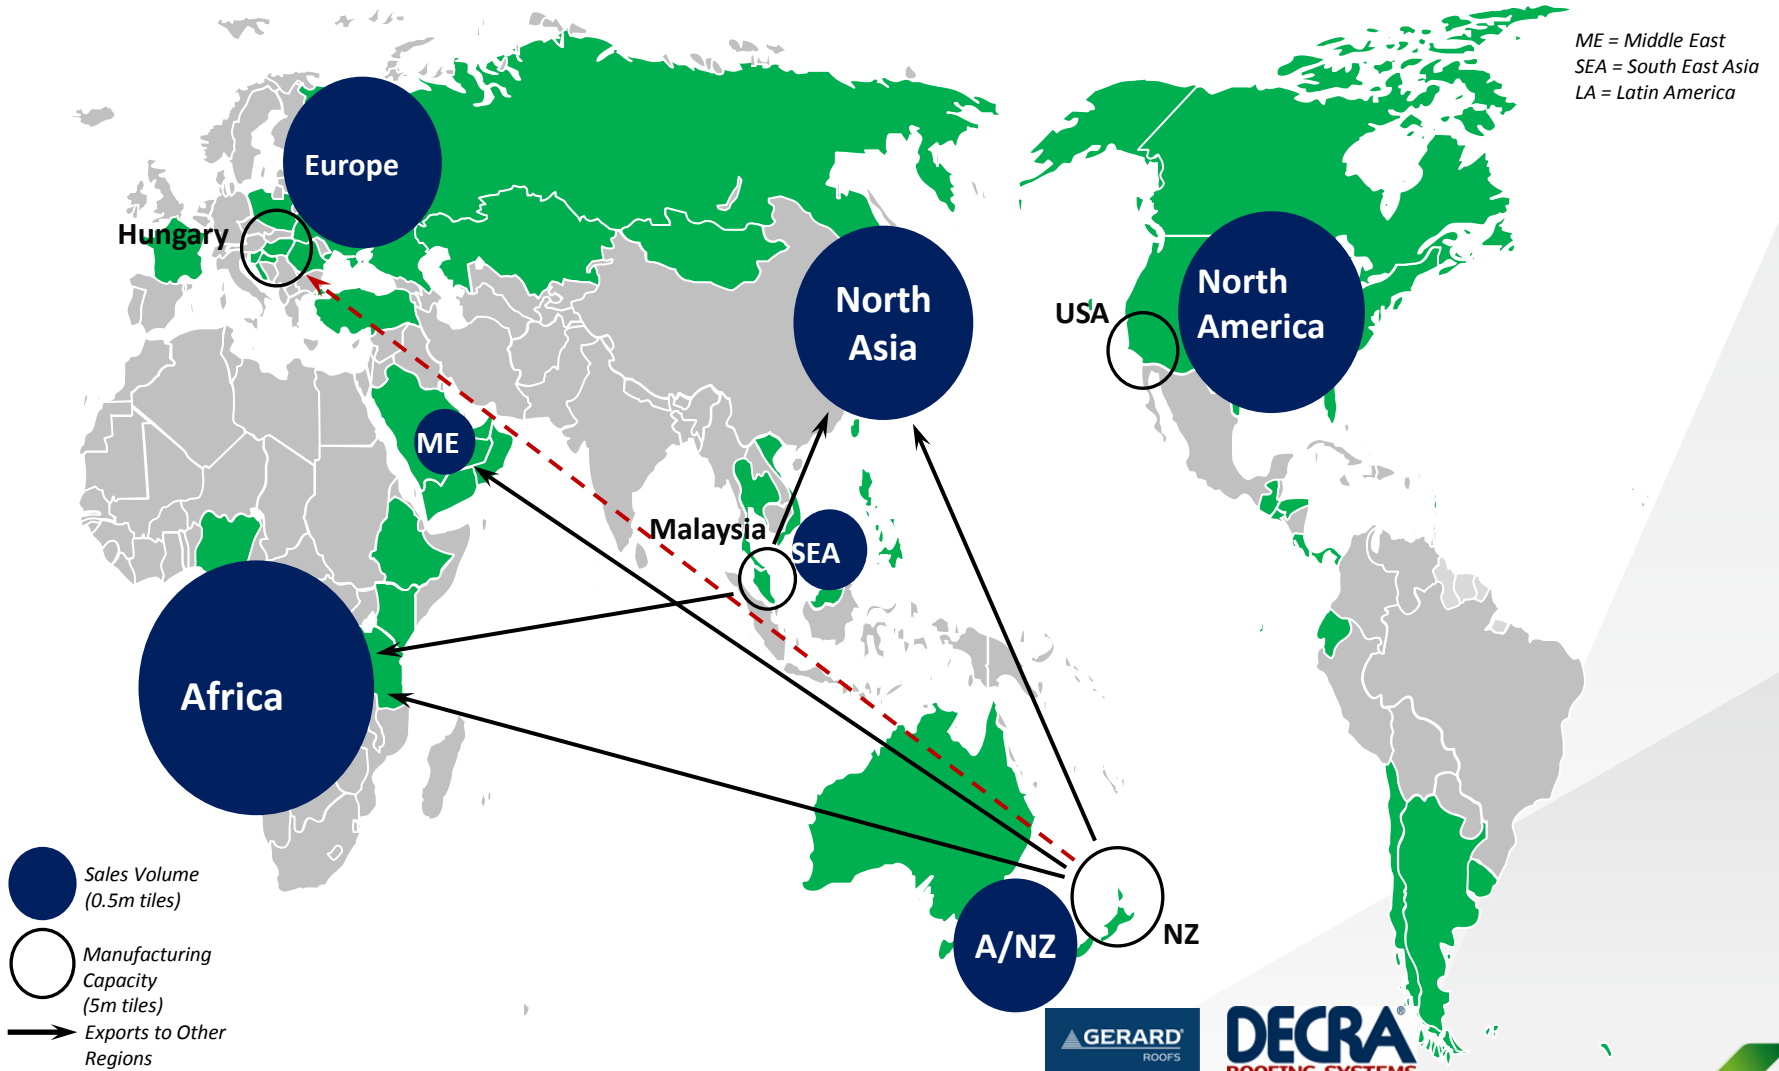 ME = Middle East
SEA = South East Asia
LA = Latin America
Europe
Hungary
North
Asia
North
America
USA
ME
Malaysia
SEA
Africa
A/NZ
NZ
Sales Volume
(0.5m tiles)
Manufacturing
Capacity
(5m tiles)
Exports to Other
Regions
GERARD®
ROOFS
DECRA®
ROOFING SYSTEMS